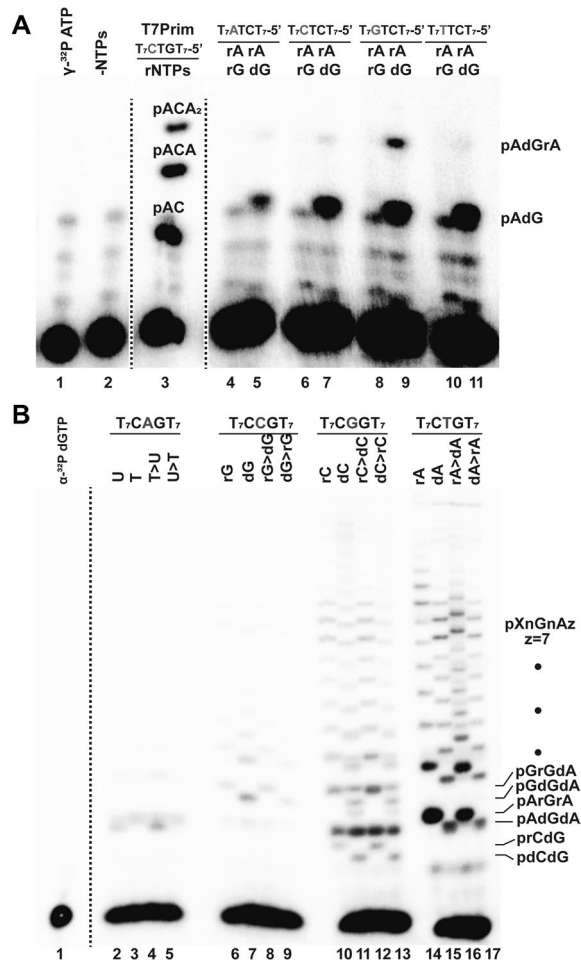 A
γ-³²P ATP
-NTPs
T7Prim
T₇CTGT₇-5’
rNTPs
T₇ATCT₇-5’
rA rA
rG dG
T₇CTCT₇-5’
rA rA
rG dG
T₇GTCT₇-5’
rA rA
rG dG
T₇TTCT₇-5’
rA rA
rG dG
pACA₂
pACA
pAC
pAdGrA
pAdG
1 2 3 4 5 6 7 8 9 10 11
B
α-³²P dGTP
T₇CAGT₇
U
T
T>U
U>T
T₇CCGT₇
rG
dG
rG>dG
dG>rG
T₇CGGT₇
rC
dC
rC>dC
dC>rC
T₇CTGT₇
rA
dA
rA>dA
dA>rA
pXnGnAz
z=7
•
•
•
pGrGdA
pGdGdA
pArGrA
pAdGdA
prCdG
pdCdG
1 2 3 4 5 6 7 8 9 10 11 12 13 14 15 16 17